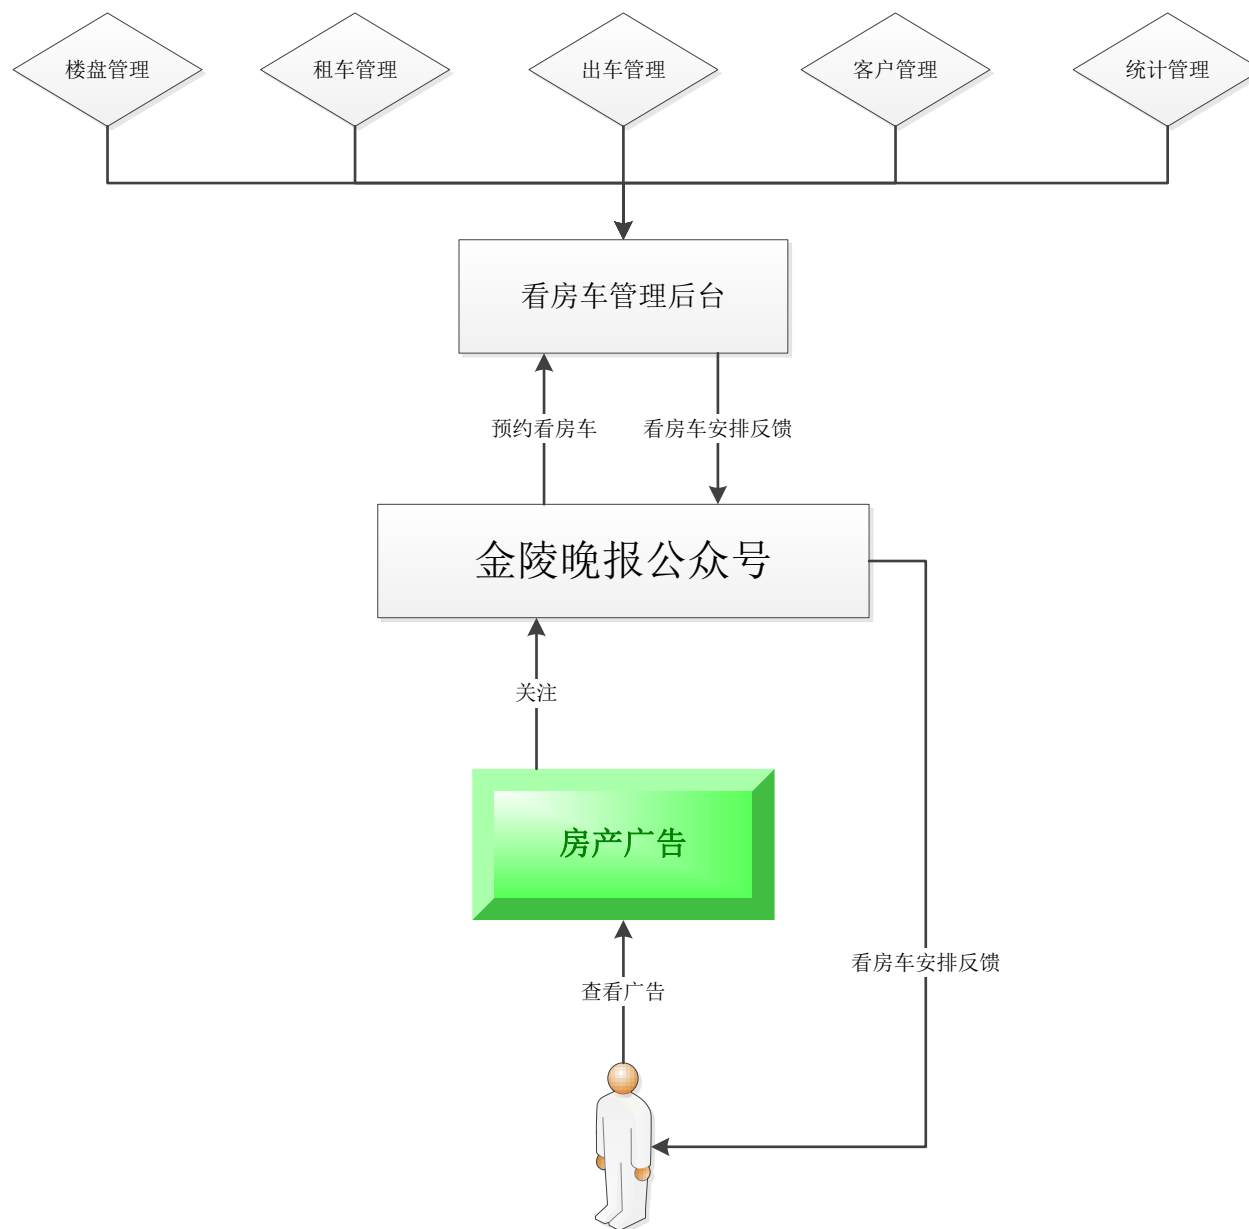 楼盘管理
租车管理
出车管理
客户管理
统计管理
看房车管理后台
预约看房车
看房车安排反馈
金陵晚报公众号
关注
房产广告
看房车安排反馈
查看广告